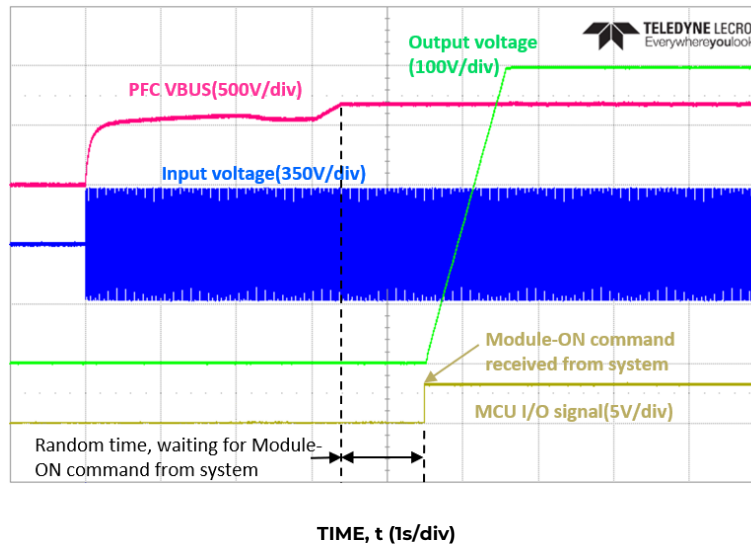 TELEDYNE LECRO
Everywhereyoulook
Output voltage
(100V/div)
PFC VBUS(500V/div)
Input voltage(350V/div)
Module-ON command
received from system
MCU I/O signal(5V/div)
Random time, waiting for Module-
ON command from system
TIME, t (1s/div)